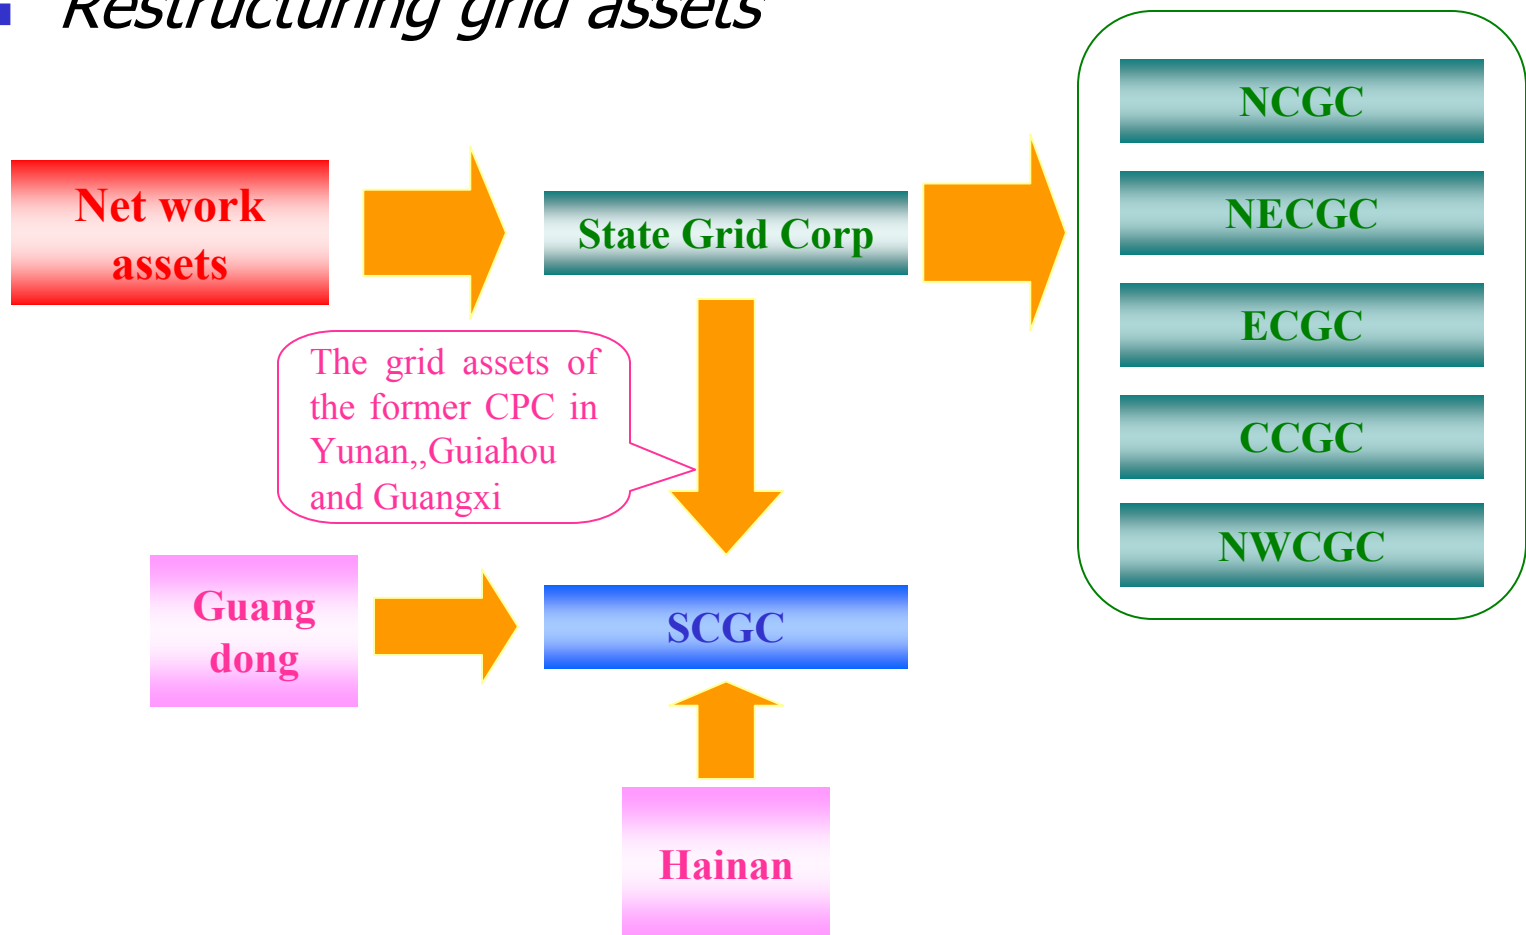 Restructuring grid assets
Net work
assets
State Grid Corp
NCGC
NECGC
ECGC
CCGC
NWCGC
The grid assets of
the former CPC in
Yunan,,Guiahou
and Guangxi
Guang
dong
SCGC
Hainan